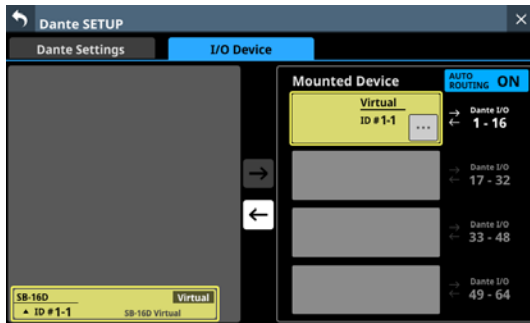 Dante SETUP
Dante Settings
I/O Device
Mounted Device
AUTO ROUTING ON
Virtual
ID # 1-1
...
Dante I/O
1 - 16
Dante I/O
17 - 32
Dante I/O
33 - 48
Dante I/O
49 - 64
SB-16D
Virtual
ID # 1-1
SB-16D Virtual